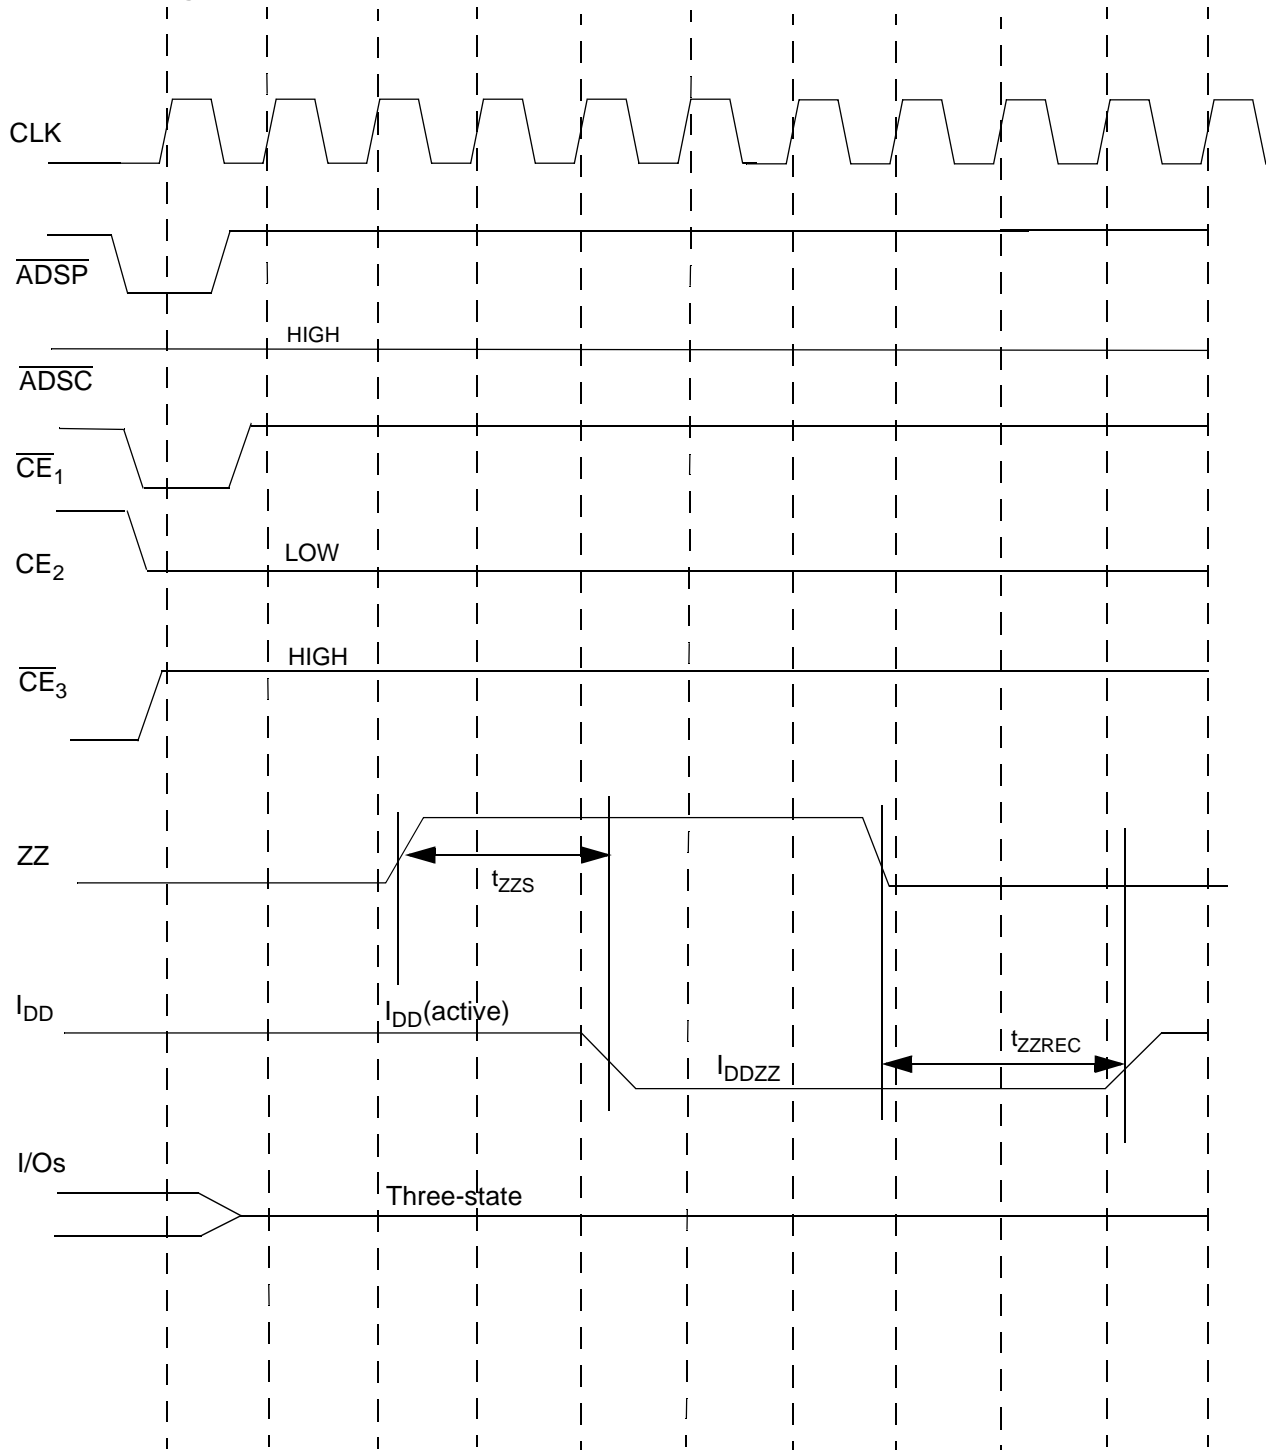 CLK
ADSP
HIGH
ADSC
CE1
LOW
CE2
HIGH
CE3
ZZ
tZZS
IDD
IDD(active)
tZZREC
IDDZZ
I/Os
Three-state